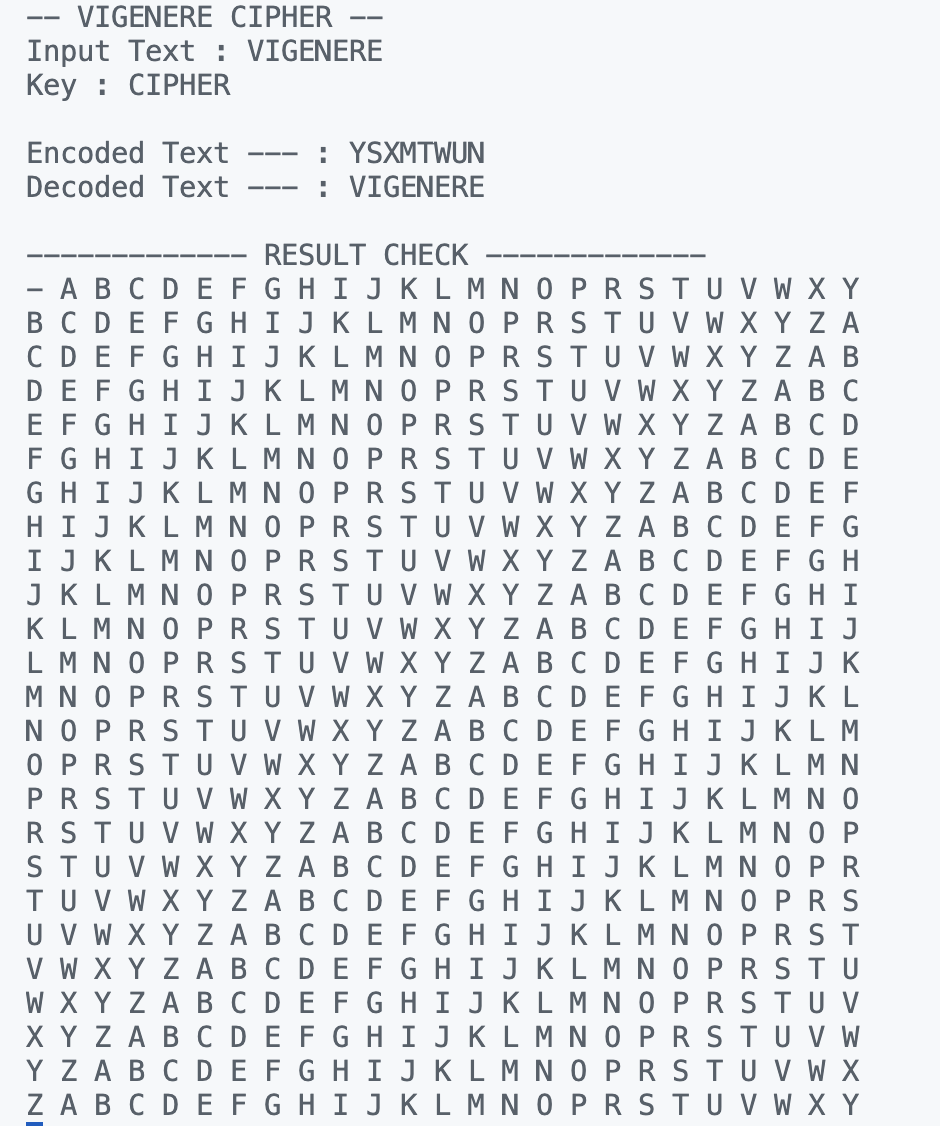 -- VIGENERE CIPHER --
Input Text : VIGENERE
Key : CIPHER
Encoded Text --- : YSXMTWUN
Decoded Text --- : VIGENERE
------------- RESULT CHECK -------------
- A B C D E F G H I J K L M N O P R S T U V W X Y
B C D E F G H I J K L M N O P R S T U V W X Y Z A
C D E F G H I J K L M N O P R S T U V W X Y Z A B
D E F G H I J K L M N O P R S T U V W X Y Z A B C
E F G H I J K L M N O P R S T U V W X Y Z A B C D
F G H I J K L M N O P R S T U V W X Y Z A B C D E
G H I J K L M N O P R S T U V W X Y Z A B C D E F
H I J K L M N O P R S T U V W X Y Z A B C D E F G
I J K L M N O P R S T U V W X Y Z A B C D E F G H
J K L M N O P R S T U V W X Y Z A B C D E F G H I
K L M N O P R S T U V W X Y Z A B C D E F G H I J
L M N O P R S T U V W X Y Z A B C D E F G H I J K
M N O P R S T U V W X Y Z A B C D E F G H I J K L
N O P R S T U V W X Y Z A B C D E F G H I J K L M
O P R S T U V W X Y Z A B C D E F G H I J K L M N
P R S T U V W X Y Z A B C D E F G H I J K L M N O
R S T U V W X Y Z A B C D E F G H I J K L M N O P
S T U V W X Y Z A B C D E F G H I J K L M N O P R
T U V W X Y Z A B C D E F G H I J K L M N O P R S
U V W X Y Z A B C D E F G H I J K L M N O P R S T
V W X Y Z A B C D E F G H I J K L M N O P R S T U
W X Y Z A B C D E F G H I J K L M N O P R S T U V
X Y Z A B C D E F G H I J K L M N O P R S T U V W
Y Z A B C D E F G H I J K L M N O P R S T U V W X
Z A B C D E F G H I J K L M N O P R S T U V W X Y